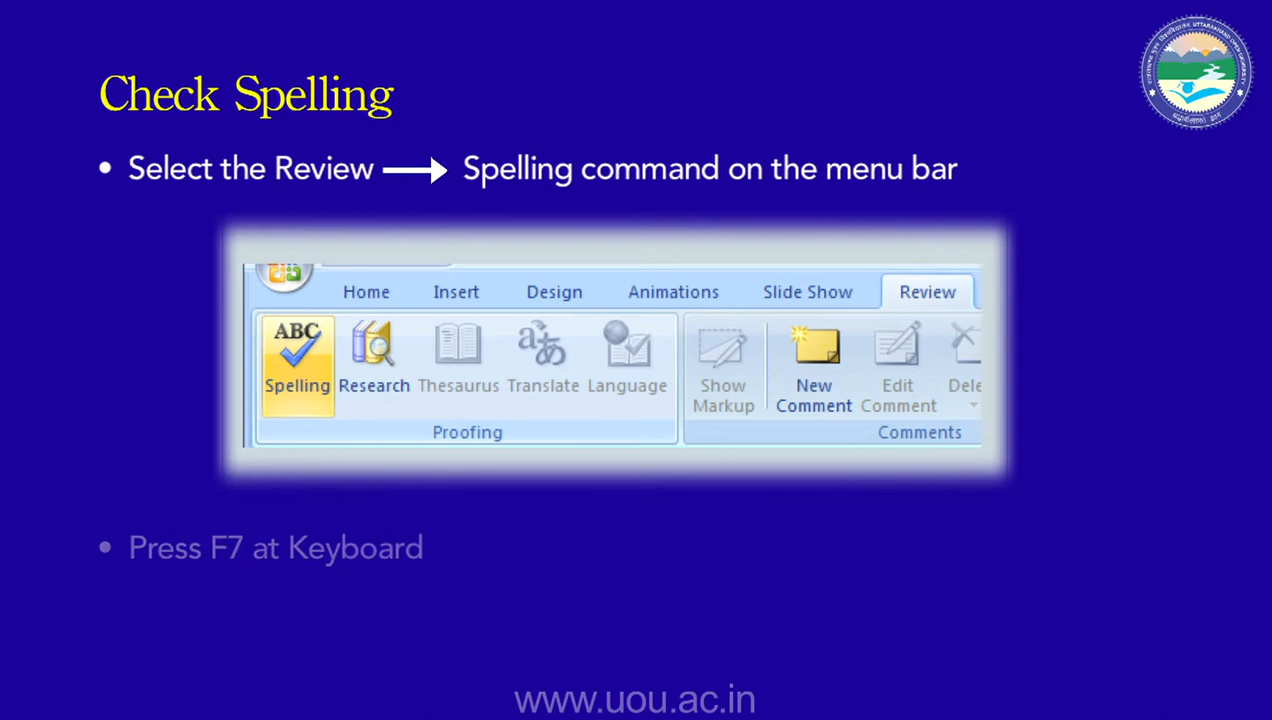 Check Spelling
• Select the Review → Spelling command on the menu bar
Home Insert Design Animations Slide Show Review
ABC
Spelling Research Thesaurus Translate Language Show Markup New Comment Edit Comment Dele
Proofing Comments
• Press F7 at Keyboard
www.uou.ac.in